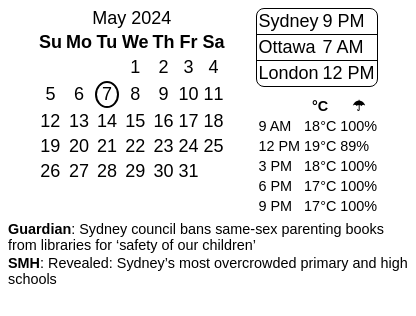 May 2024
Su Mo Tu We Th Fr Sa
1 2 3 4
5 6 7 8 9 10 11
12 13 14 15 16 17 18
19 20 21 22 23 24 25
26 27 28 29 30 31
Sydney 9 PM
Ottawa 7 AM
London 12 PM
°C ☂
9 AM 18°C 100%
12 PM 19°C 89%
3 PM 18°C 100%
6 PM 17°C 100%
9 PM 17°C 100%
Guardian: Sydney council bans same-sex parenting books
from libraries for ‘safety of our children’
SMH: Revealed: Sydney’s most overcrowded primary and high
schools